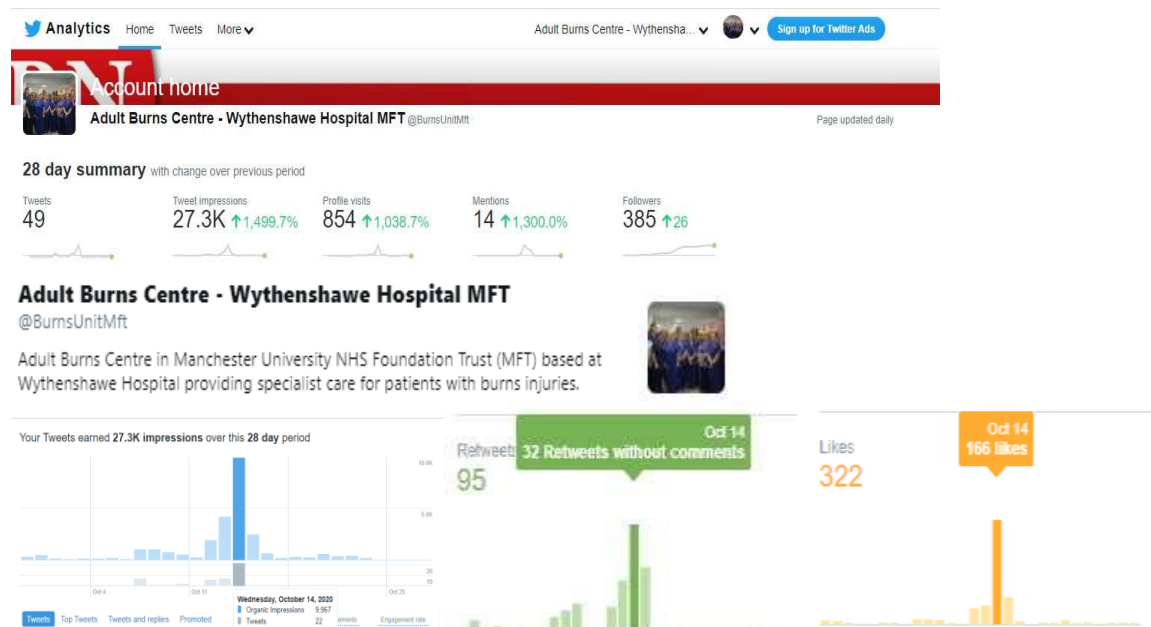 Analytics Home Tweets More
Adult Burns Centre - Wythensha...
Sign up for Twitter Ads
Account home
Adult Burns Centre - Wythenshawe Hospital MFT @BurnsUnitMft
Page updated daily
28 day summary with change over previous period
Tweets
49
Tweet impressions
27.3K ↑1,499.7%
Profile visits
854 ↑1,038.7%
Mentions
14 ↑1,300.0%
Followers
385 ↑26
Adult Burns Centre - Wythenshawe Hospital MFT
@BurnsUnitMft
Adult Burns Centre in Manchester University NHS Foundation Trust (MFT) based at
Wythenshawe Hospital providing specialist care for patients with burns injuries.
Your Tweets earned 27.3K impressions over this 28 day period
10.0K
5.0K
20
10
Oct 4
Oct 11
Oct 25
Wednesday, October 14, 2020
Organic Impressions 9,967
Tweets 22
Tweets Top Tweets Tweets and replies Promoted
Engagement rate
Retweets
95
Oct 14
32 Retweets without comments
Likes
322
Oct 14
166 likes